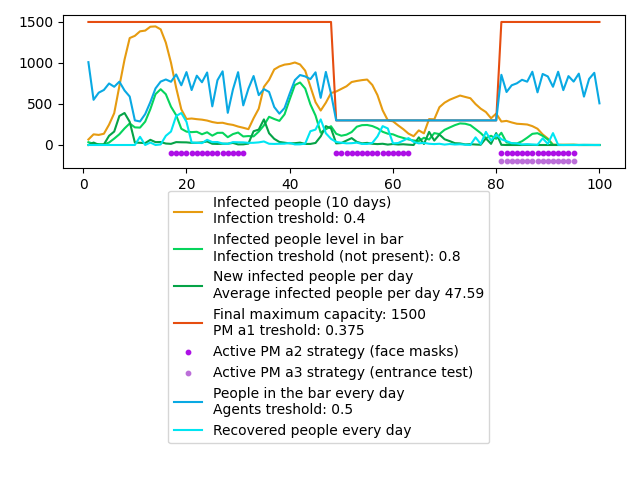 1500
1000
500
0
0
20
40
60
80
100
Infected people (10 days)
Infection treshold: 0.4
Infected people level in bar
Infection treshold (not present): 0.8
New infected people per day
Average infected people per day 47.59
Final maximum capacity: 1500
PM a1 treshold: 0.375
Active PM a2 strategy (face masks)
Active PM a3 strategy (entrance test)
People in the bar every day
Agents treshold: 0.5
Recovered people every day